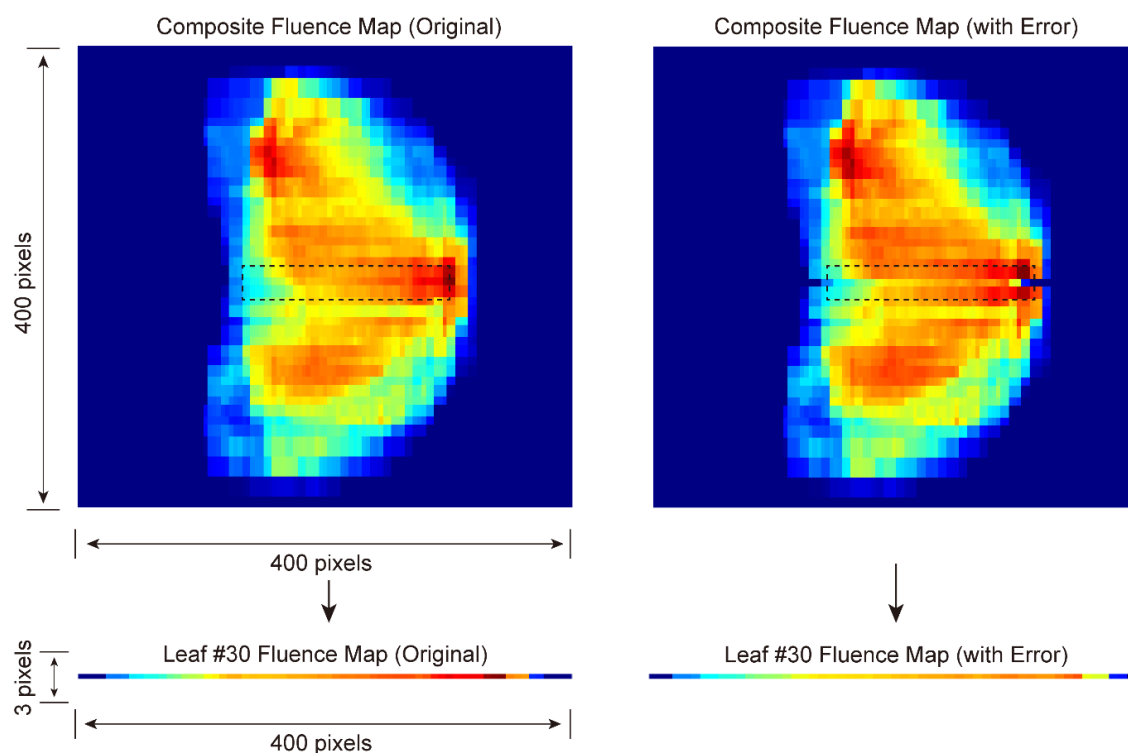 Composite Fluence Map (Original)
Composite Fluence Map (with Error)
400 pixels
400 pixels
Leaf #30 Fluence Map (Original)
Leaf #30 Fluence Map (with Error)
3 pixels
400 pixels